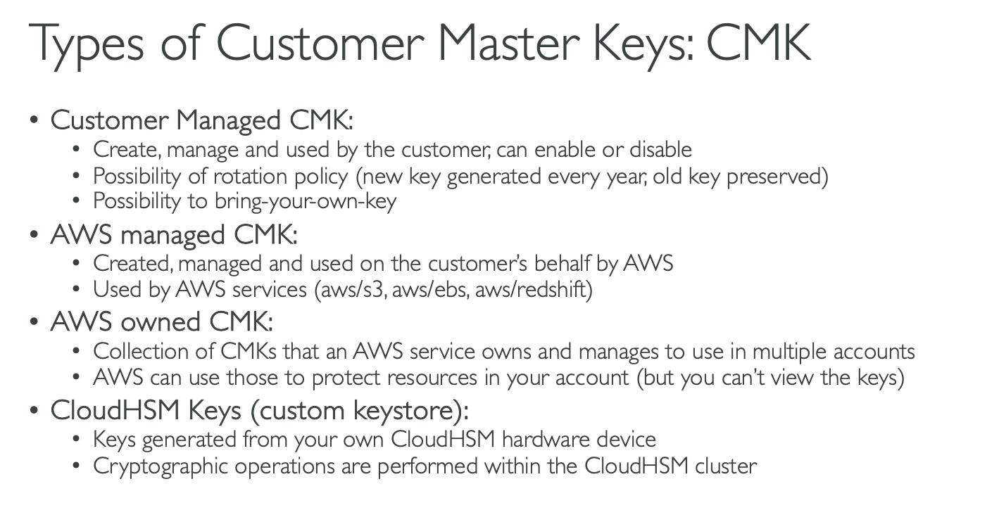 Types of Customer Master Keys: CMK
• Customer Managed CMK:
• Create, manage and used by the customer, can enable or disable
• Possibility of rotation policy (new key generated every year, old key preserved)
• Possibility to bring-your-own-key
• AWS managed CMK:
• Created, managed and used on the customer’s behalf by AWS
• Used by AWS services (aws/s3, aws/ebs, aws/redshift)
• AWS owned CMK:
• Collection of CMKs that an AWS service owns and manages to use in multiple accounts
• AWS can use those to protect resources in your account (but you can’t view the keys)
• CloudHSM Keys (custom keystore):
• Keys generated from your own CloudHSM hardware device
• Cryptographic operations are performed within the CloudHSM cluster